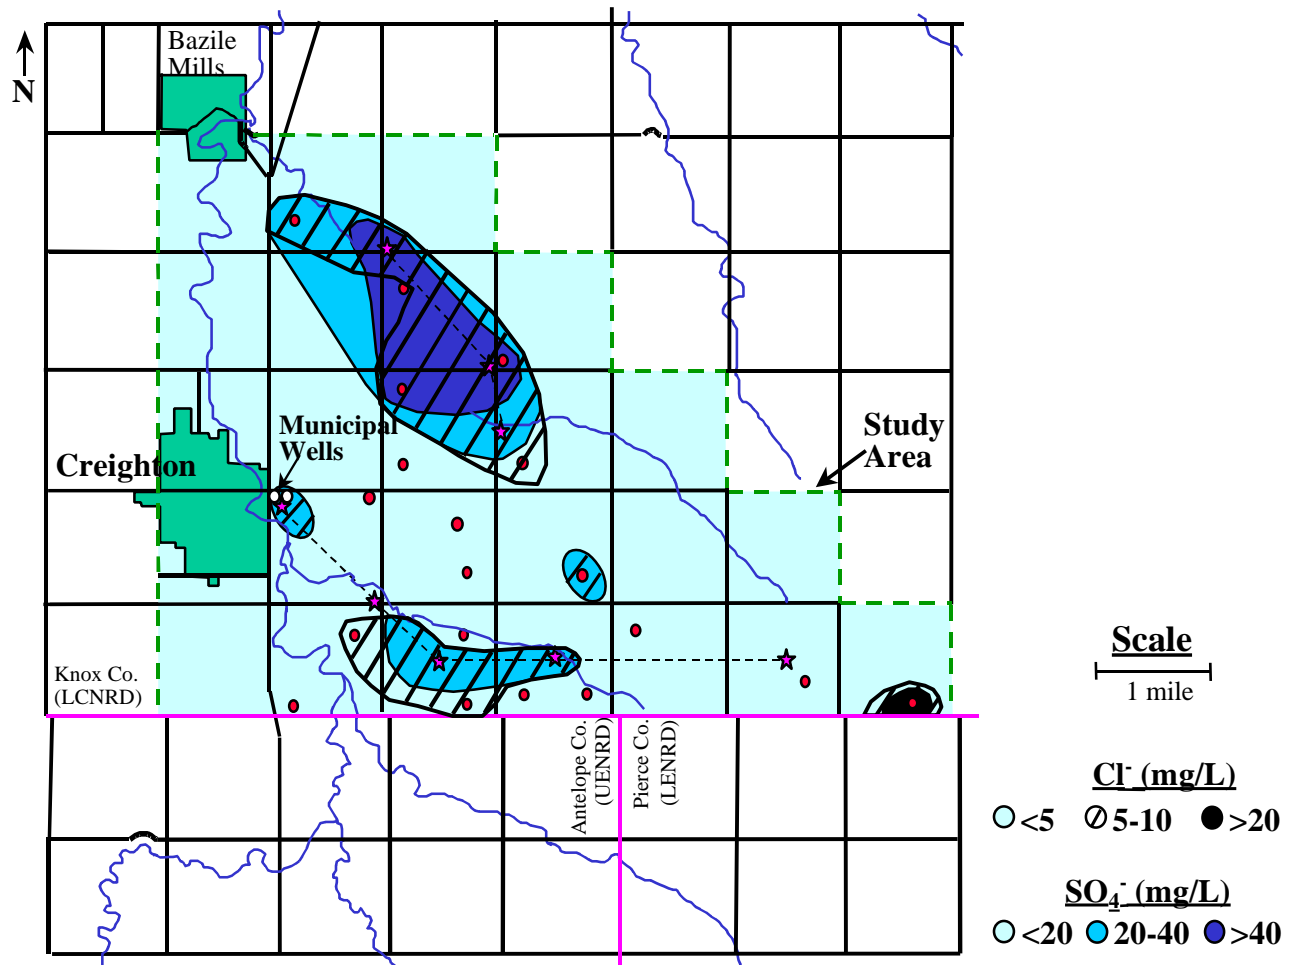 Bazile
Mills
N
Municipal
Wells
Creighton
Study
Area
Knox Co.
(LCNRD)
Antelope Co.
(UENRD)
Pierce Co.
(LENRD)
Scale
1 mile
Cl⁻ (mg/L)
<5 5-10 >20
SO₄⁻ (mg/L)
<20 20-40 >40